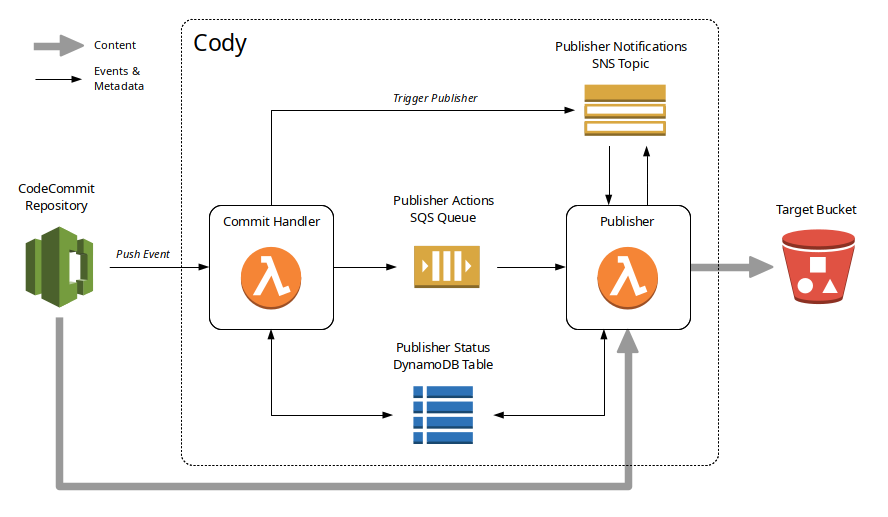 Cody
Content
Events &
Metadata
Publisher Notifications
SNS Topic
Trigger Publisher
CodeCommit
Repository
Push Event
Commit Handler
Publisher Actions
SQS Queue
Publisher
Target Bucket
Publisher Status
DynamoDB Table